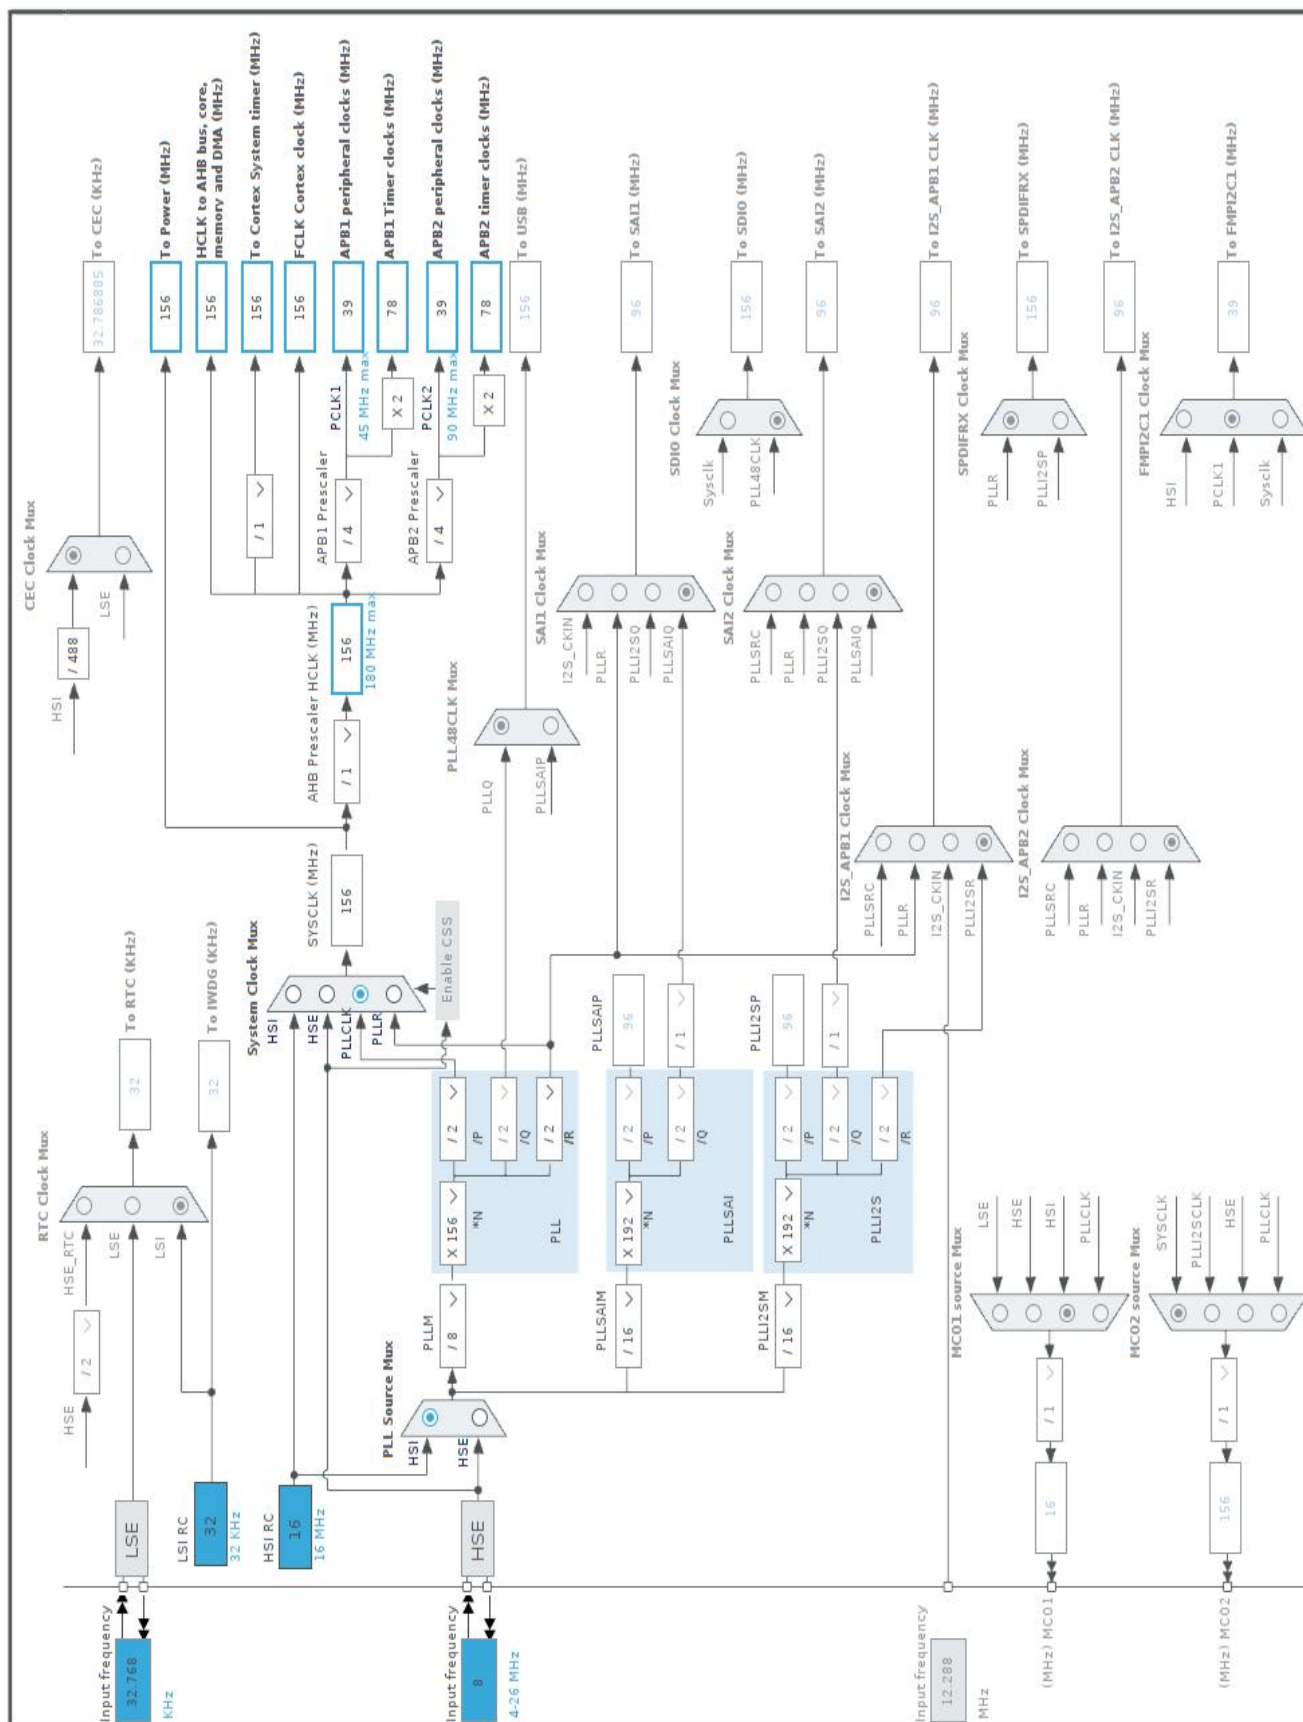 Input frequency
32.768
KHz
LSE
HSE
/ 2
HSE_RTC
LSE
LSI
RTC Clock Mux
32
To RTC (KHz)
LSI RC
32
32 KHz
32
To IWDG (KHz)
HSI
/ 488
LSE
CEC Clock Mux
32.786885
To CEC (KHz)
HSI RC
16
16 MHz
Input frequency
8
4-26 MHz
HSE
PLL Source Mux
HSI
HSE
PLLM
/ 8
X 156
*N
/ 2
/P
/ 2
/Q
/ 2
/R
PLL
System Clock Mux
HSI
HSE
PLLCLK
PLLR
Enable CSS
SYSCLK (MHz)
156
AHB Prescaler
/ 1
HCLK (MHz)
156
180 MHz max
/ 1
APB1 Prescaler
/ 4
PCLK1
45 MHz max
X 2
APB2 Prescaler
/ 4
PCLK2
90 MHz max
X 2
156
To Power (MHz)
156
HCLK to AHB bus, core,
memory and DMA (MHz)
156
To Cortex System timer (MHz)
156
FCLK Cortex clock (MHz)
39
APB1 peripheral clocks (MHz)
78
APB1 Timer clocks (MHz)
39
APB2 peripheral clocks (MHz)
78
APB2 timer clocks (MHz)
PLL48CLK Mux
PLLQ
PLLSAIP
156
To USB (MHz)
PLLSAIM
/ 16
X 192
*N
/ 2
/P
/ 2
/Q
PLLSAI
PLLSAIP
96
/ 1
SAI1 Clock Mux
I2S_CKIN
PLLR
PLLI2SQ
PLLSAIQ
96
To SAI1 (MHz)
SDIO Clock Mux
Sysclk
PLL48CLK
156
To SDIO (MHz)
PLLI2SM
/ 16
X 192
*N
/ 2
/P
/ 2
/Q
/ 2
/R
PLLI2S
PLLI2SP
96
/ 1
SAI2 Clock Mux
PLLSRC
PLLR
PLLI2SQ
PLLSAIQ
96
To SAI2 (MHz)
I2S_APB1 Clock Mux
PLLSRC
PLLR
I2S_CKIN
PLLI2SR
96
To I2S_APB1 CLK (MHz)
SPDIFRX Clock Mux
PLLR
PLLI2SP
156
To SPDIFRX (MHz)
Input frequency
12.288
MHz
I2S_APB2 Clock Mux
PLLSRC
PLLR
I2S_CKIN
PLLI2SR
96
To I2S_APB2 CLK (MHz)
FMPI2C1 Clock Mux
HSI
PCLK1
Sysclk
39
To FMPI2C1 (MHz)
(MHz) MCO1
16
/ 1
MCO1 source Mux
LSE
HSE
HSI
PLLCLK
(MHz) MCO2
156
/ 1
MCO2 source Mux
SYSCLK
PLLI2SCLK
HSE
PLLCLK